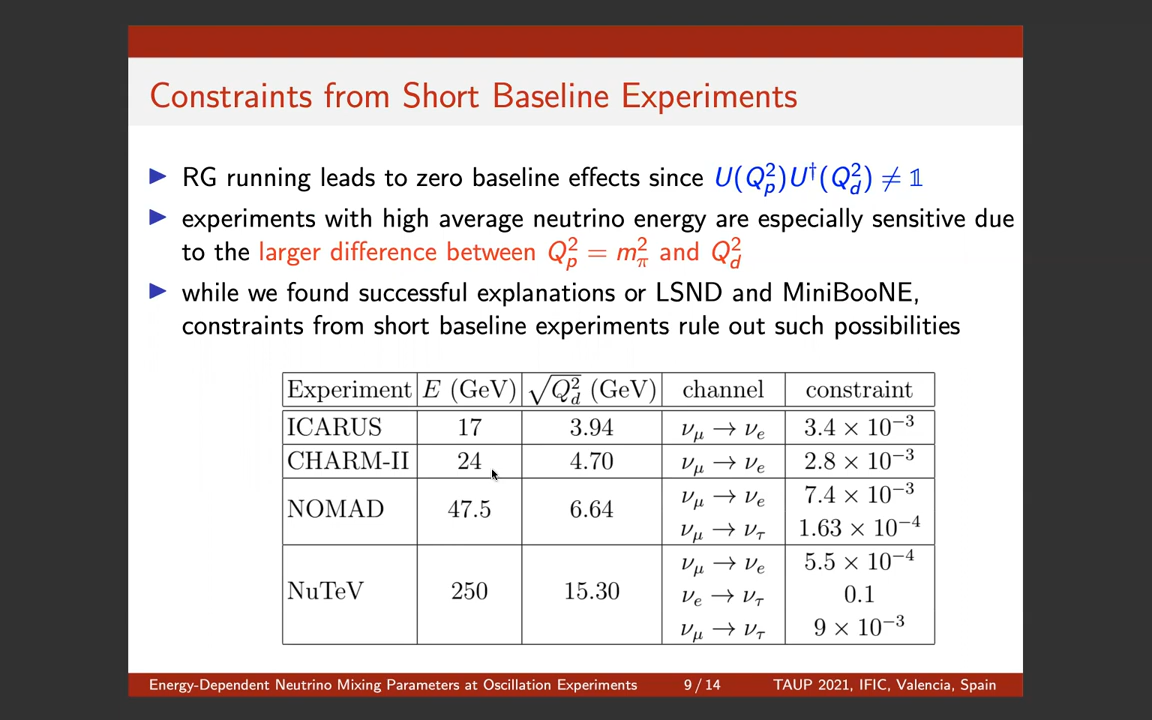 Constraints from Short Baseline Experiments
▶ RG running leads to zero baseline effects since U(Q²_p)U†(Q²_d) ≠ 𝟙
▶ experiments with high average neutrino energy are especially sensitive due
to the larger difference between Q²_p = m²_π and Q²_d
▶ while we found successful explanations or LSND and MiniBooNE,
constraints from short baseline experiments rule out such possibilities
Experiment E (GeV) √Q²_d (GeV) channel constraint
ICARUS 17 3.94 ν_μ → ν_e 3.4 × 10⁻³
CHARM-II 24 4.70 ν_μ → ν_e 2.8 × 10⁻³
NOMAD 47.5 6.64 ν_μ → ν_e 7.4 × 10⁻³
ν_μ → ν_τ 1.63 × 10⁻⁴
NuTeV 250 15.30 ν_μ → ν_e 5.5 × 10⁻⁴
ν_e → ν_τ 0.1
ν_μ → ν_τ 9 × 10⁻³
Energy-Dependent Neutrino Mixing Parameters at Oscillation Experiments 9 / 14 TAUP 2021, IFIC, Valencia, Spain